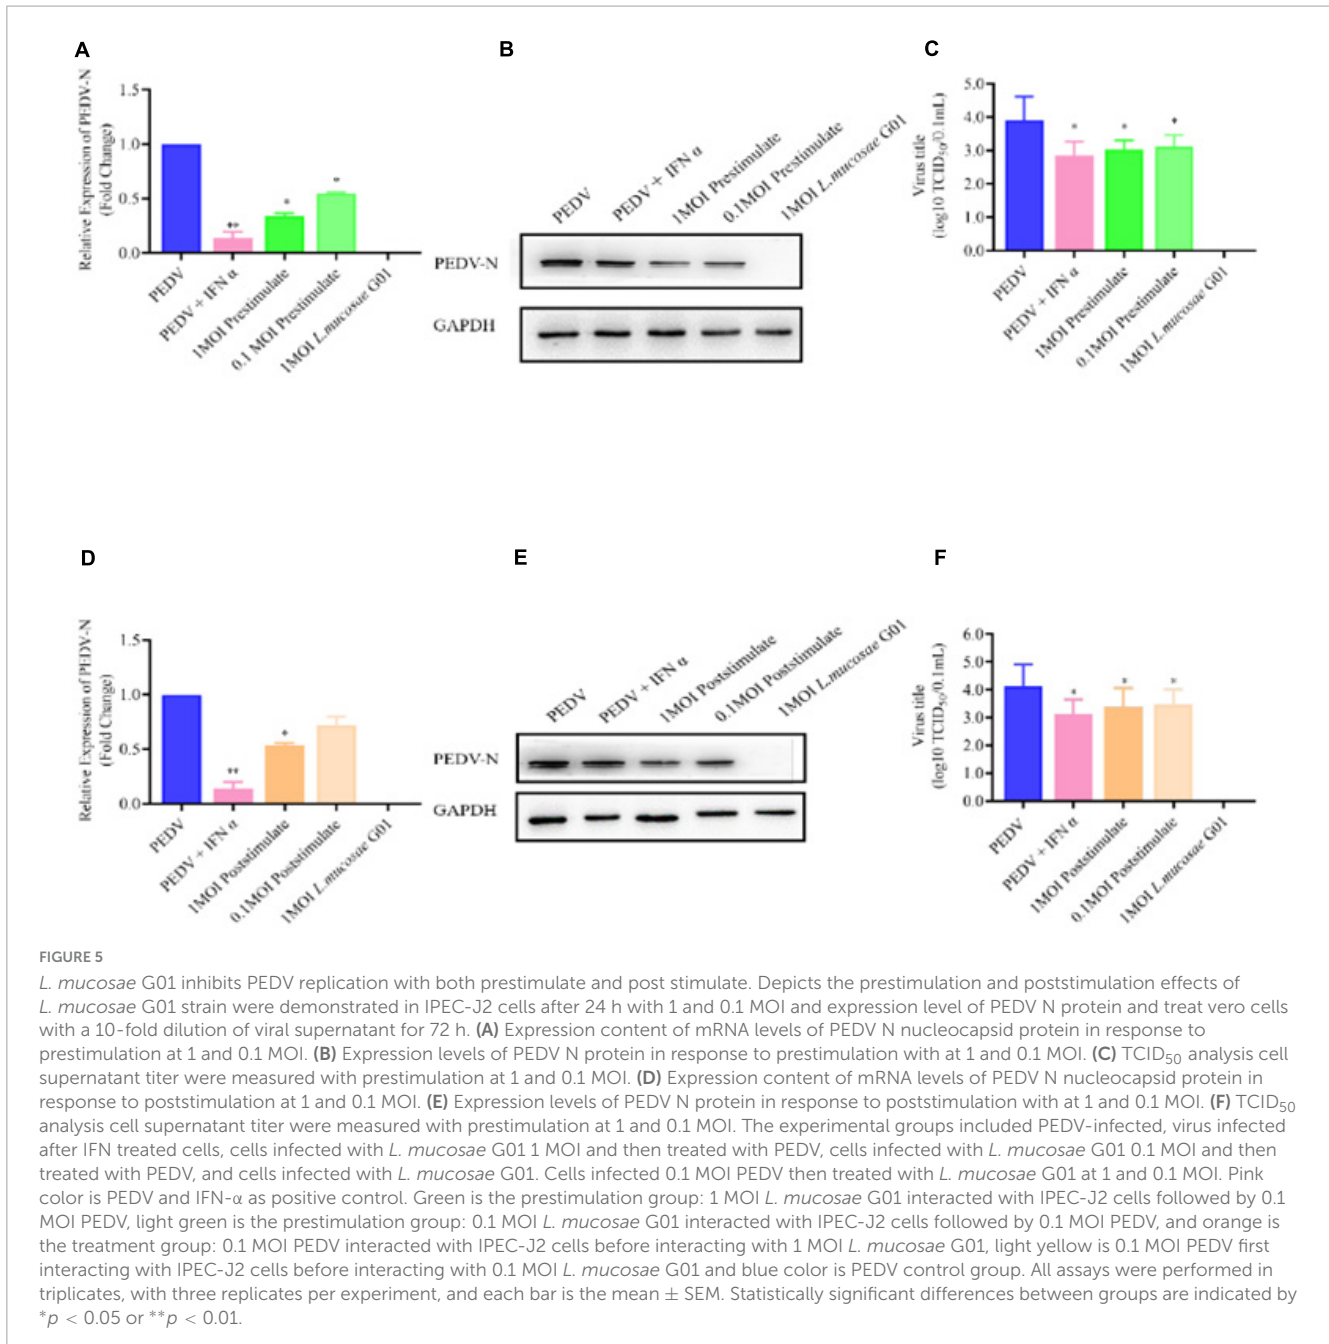 A
B
C
Relative Expression of PEDV-N
(Fold Change)
1.5
1.0
0.5
0.0
**
*
*
PEDV
PEDV + IFN α
1MOI Prestimulate
0.1 MOI Prestimulate
1MOI L.mucosae G01
PEDV
PEDV + IFN α
1MOI Prestimulate
0.1MOI Prestimulate
1MOI L.mucosae G01
PEDV-N
GAPDH
Virus title
(log10 TCID50/0.1mL)
5.0
4.0
3.0
2.0
1.0
0.0
*
*
*
PEDV
PEDV + IFN α
1MOI Prestimulate
0.1MOI Prestimulate
1MOI L.mucosae G01
D
E
F
Relative Expression of PEDV-N
(Fold Change)
1.5
1.0
0.5
0.0
**
*
PEDV
PEDV + IFN α
1MOI Poststimulate
0.1MOI Poststimulate
1MOI L.mucosae G01
PEDV
PEDV + IFN α
1MOI Poststimulate
0.1MOI Poststimulate
1MOI L.mucosae G01
PEDV-N
GAPDH
Virus title
(log10 TCID50/0.1mL)
6.0
5.0
4.0
3.0
2.0
1.0
0.0
*
*
*
PEDV
PEDV + IFN α
1MOI Poststimulate
0.1MOI Poststimulate
1MOI L.mucosae G01
FIGURE 5
L. mucosae G01 inhibits PEDV replication with both prestimulate and post stimulate. Depicts the prestimulation and poststimulation effects of
L. mucosae G01 strain were demonstrated in IPEC-J2 cells after 24 h with 1 and 0.1 MOI and expression level of PEDV N protein and treat vero cells
with a 10-fold dilution of viral supernatant for 72 h. (A) Expression content of mRNA levels of PEDV N nucleocapsid protein in response to
prestimulation at 1 and 0.1 MOI. (B) Expression levels of PEDV N protein in response to prestimulation with at 1 and 0.1 MOI. (C) TCID50 analysis cell
supernatant titer were measured with prestimulation at 1 and 0.1 MOI. (D) Expression content of mRNA levels of PEDV N nucleocapsid protein in
response to poststimulation at 1 and 0.1 MOI. (E) Expression levels of PEDV N protein in response to poststimulation with at 1 and 0.1 MOI. (F) TCID50
analysis cell supernatant titer were measured with prestimulation at 1 and 0.1 MOI. The experimental groups included PEDV-infected, virus infected
after IFN treated cells, cells infected with L. mucosae G01 1 MOI and then treated with PEDV, cells infected with L. mucosae G01 0.1 MOI and then
treated with PEDV, and cells infected with L. mucosae G01. Cells infected 0.1 MOI PEDV then treated with L. mucosae G01 at 1 and 0.1 MOI. Pink
color is PEDV and IFN-α as positive control. Green is the prestimulation group: 1 MOI L. mucosae G01 interacted with IPEC-J2 cells followed by 0.1
MOI PEDV, light green is the prestimulation group: 0.1 MOI L. mucosae G01 interacted with IPEC-J2 cells followed by 0.1 MOI PEDV, and orange is
the treatment group: 0.1 MOI PEDV interacted with IPEC-J2 cells before interacting with 1 MOI L. mucosae G01, light yellow is 0.1 MOI PEDV first
interacting with IPEC-J2 cells before interacting with 0.1 MOI L. mucosae G01 and blue color is PEDV control group. All assays were performed in
triplicates, with three replicates per experiment, and each bar is the mean ± SEM. Statistically significant differences between groups are indicated by
*p < 0.05 or **p < 0.01.